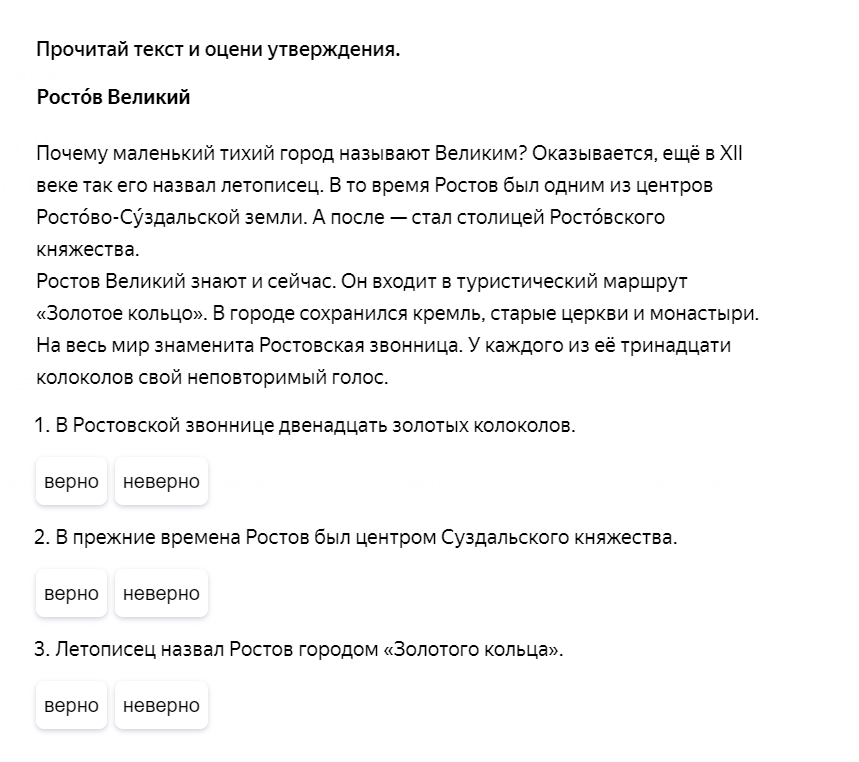 Прочитай текст и оцени утверждения.
Росто́в Великий
Почему маленький тихий город называют Великим? Оказывается, ещё в XII
веке так его назвал летописец. В то время Ростов был одним из центров
Росто́во-Су́здальской земли. А после — стал столицей Росто́вского
княжества.
Ростов Великий знают и сейчас. Он входит в туристический маршрут
«Золотое кольцо». В городе сохранился кремль, старые церкви и монастыри.
На весь мир знаменита Ростовская звонница. У каждого из её тринадцати
колоколов свой неповторимый голос.
1. В Ростовской звоннице двенадцать золотых колоколов.
верно неверно
2. В прежние времена Ростов был центром Суздальского княжества.
верно неверно
3. Летописец назвал Ростов городом «Золотого кольца».
верно неверно